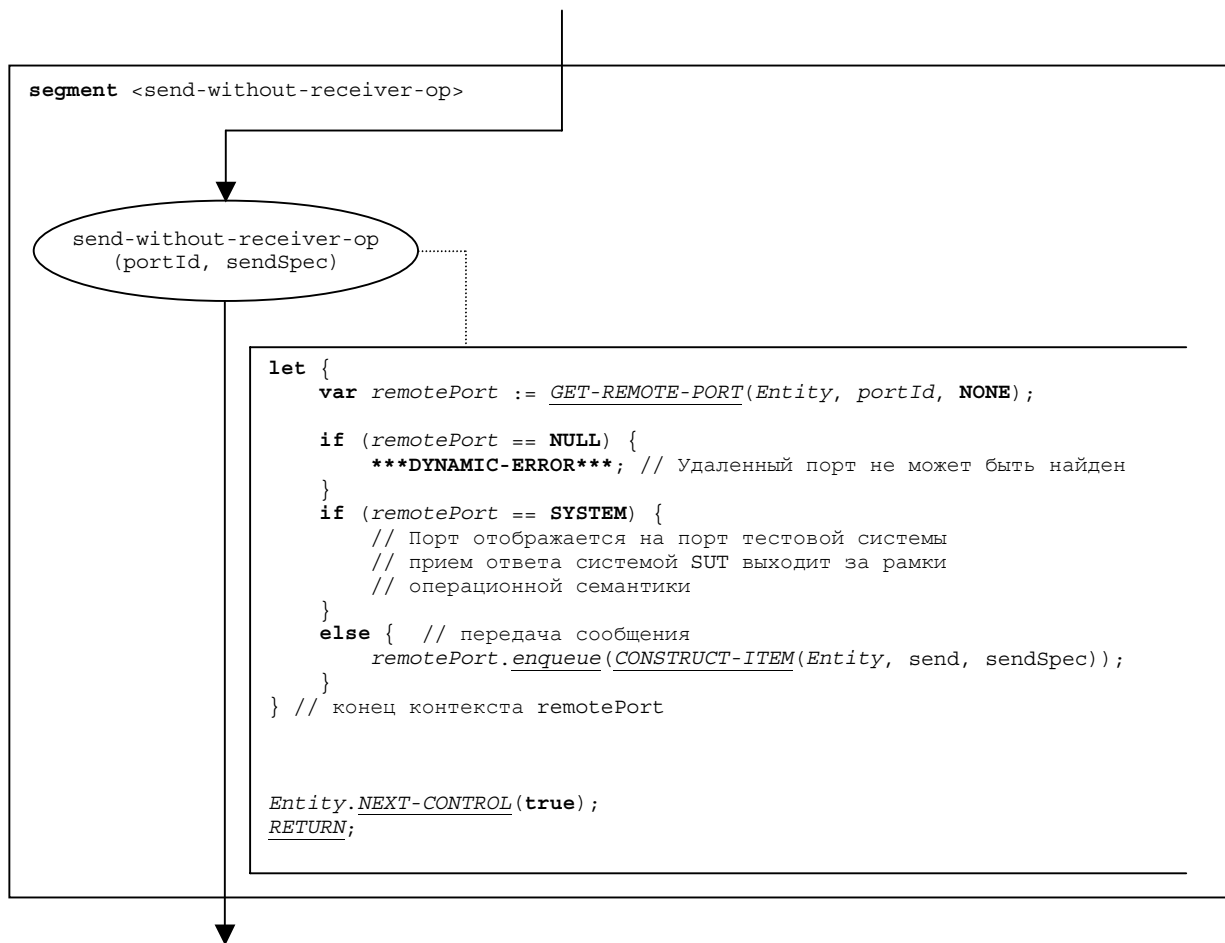 segment <send-without-receiver-op>
send-without-receiver-op
(portId, sendSpec)
let {
var remotePort := GET-REMOTE-PORT(Entity, portId, NONE);
if (remotePort == NULL) {
***DYNAMIC-ERROR***; // Удаленный порт не может быть найден
}
if (remotePort == SYSTEM) {
// Порт отображается на порт тестовой системы
// прием ответа системой SUT выходит за рамки
// операционной семантики
}
else { // передача сообщения
remotePort.enqueue(CONSTRUCT-ITEM(Entity, send, sendSpec));
}
} // конец контекста remotePort
Entity.NEXT-CONTROL(true);
RETURN;